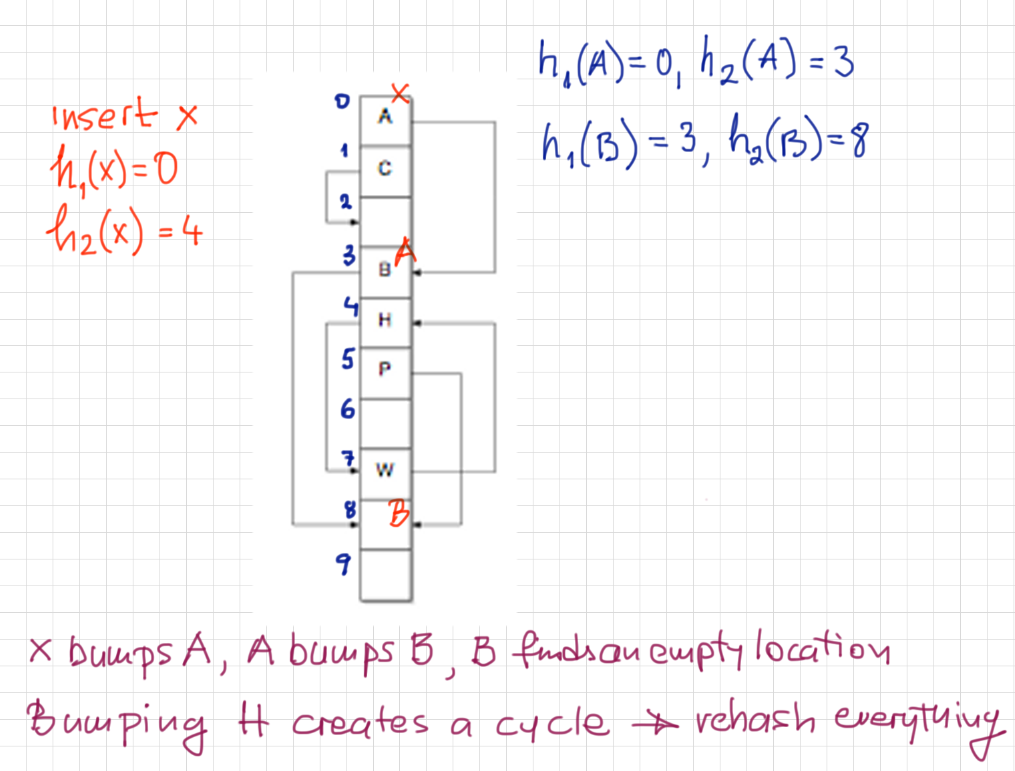 h₁(A)=0, h₂(A)=3
h₁(B)=3, h₂(B)=8
insert x
h₁(x)=0
h₂(x)=4
0 A X
1 C
2
3 B A
4 H
5 P
6
7 W
8 B
9
X bumps A, A bumps B, B finds an empty location
Bumping H creates a cycle → rehash everything